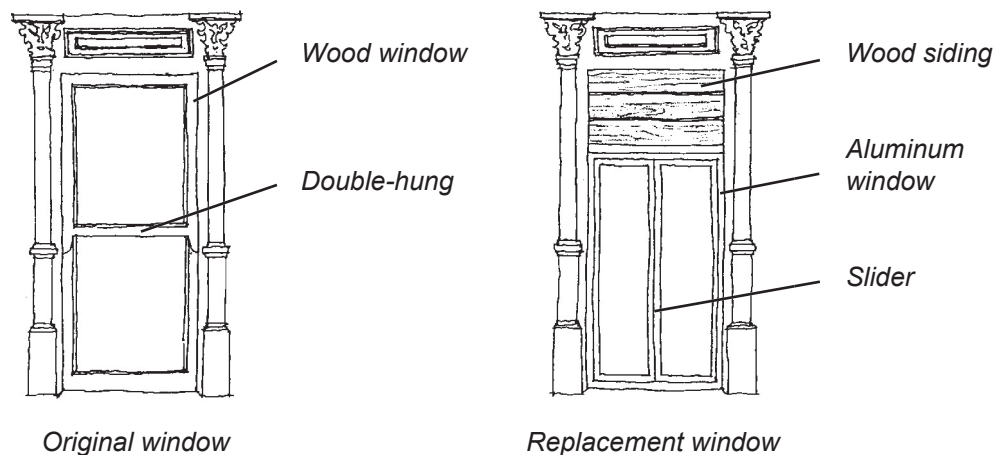 Wood window
Double-hung
Original window
Wood siding
Aluminum
window
Slider
Replacement window